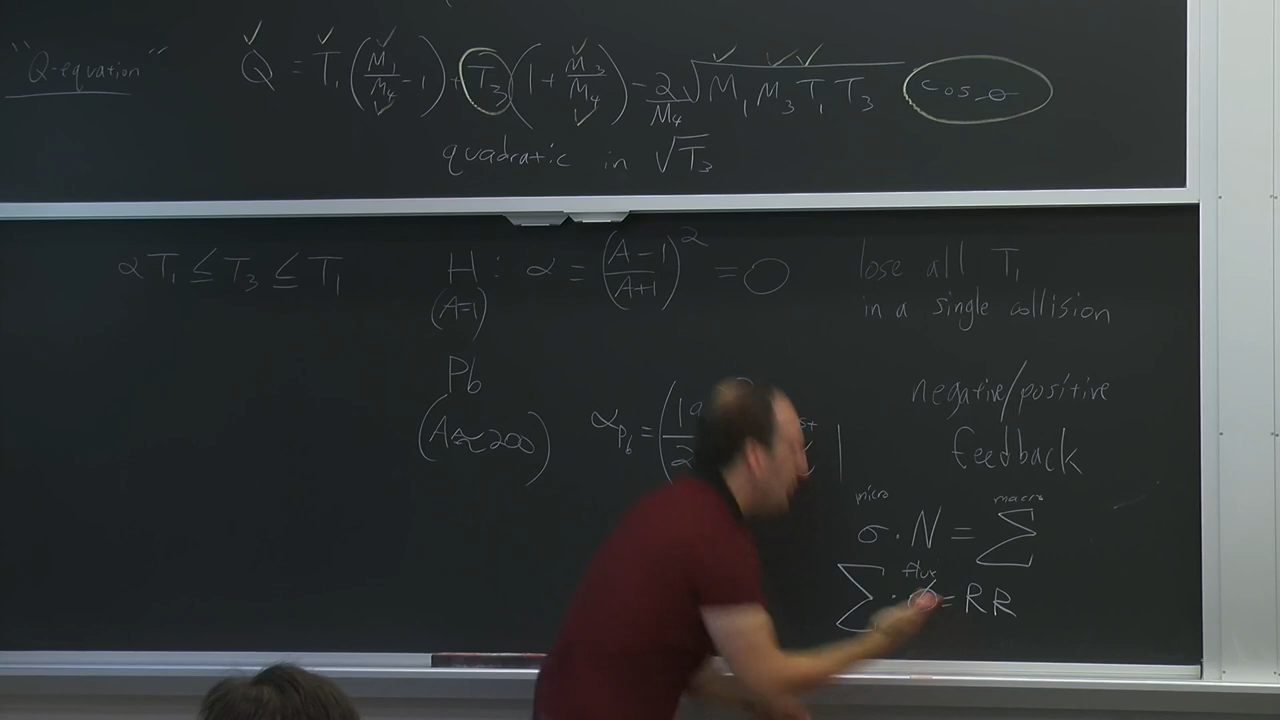 "Q-equation" Q = T₁(M₁/M₄ - 1) + T₃(1 + M₃/M₄) - 2/M₄ √(M₁M₃T₁T₃) cosθ
quadratic in √T₃
αT₁ ≤ T₃ ≤ T₁
H: α = ((A-1)/(A+1))² = 0
(A=1)
lose all T₁
in a single collision
Pb
(A≈200)
α_Pb = (
negative/positive
feedback
micro macro
σ · N = Σ
flux
Σ · Φ = RR